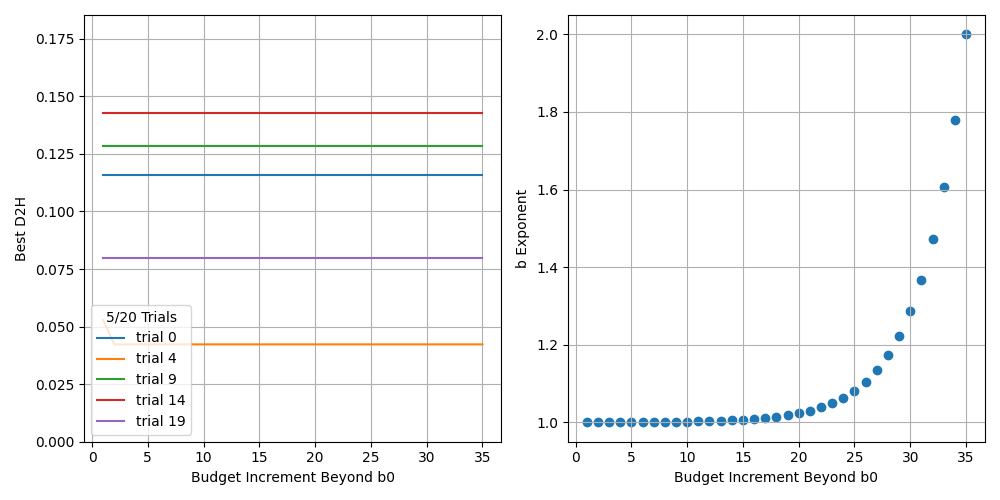 0.175
0.150
0.125
0.100
0.075
0.050
0.025
0.000
Best D2H
5/20 Trials
trial 0
trial 4
trial 9
trial 14
trial 19
0 5 10 15 20 25 30 35
Budget Increment Beyond b0
2.0
1.8
1.6
1.4
1.2
1.0
b Exponent
0 5 10 15 20 25 30 35
Budget Increment Beyond b0